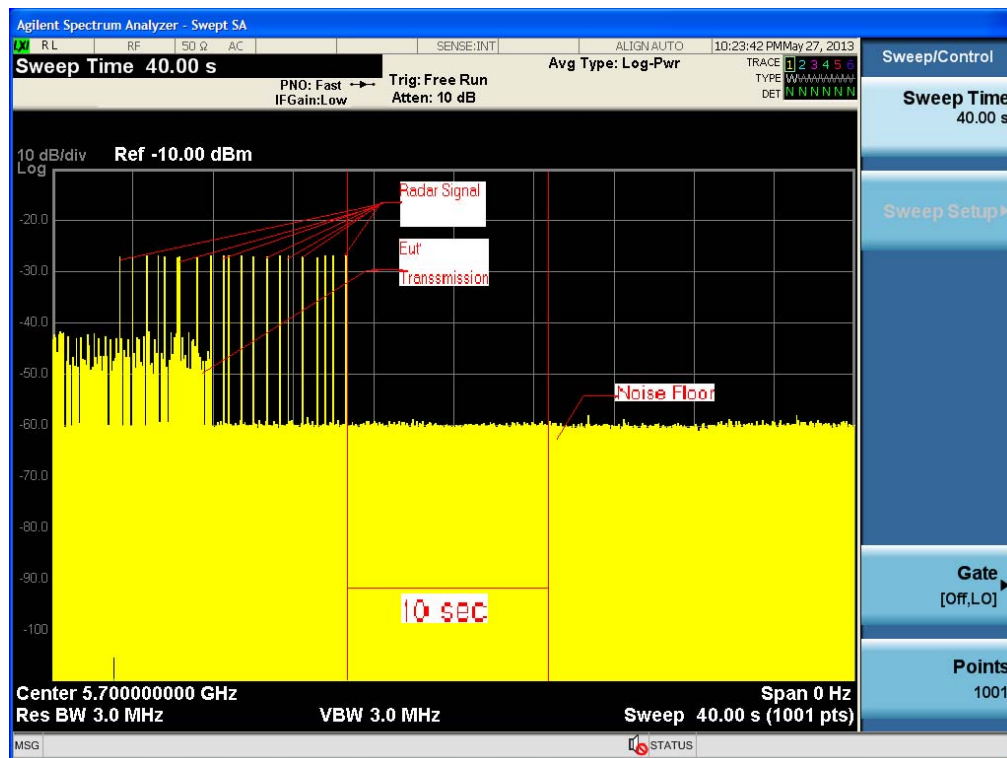 Agilent Spectrum Analyzer - Swept SA
LXI RL RF 50 Ω AC SENSE:INT ALIGN AUTO 10:23:42 PMMay 27, 2013
Sweep Time 40.00 s
PNO: Fast
IFGain:Low
Trig: Free Run
Atten: 10 dB
Avg Type: Log-Pwr
TRACE 1 2 3 4 5 6
TYPE
DET N N N N N N
10 dB/div Ref -10.00 dBm
Log
-20.0
-30.0
-40.0
-50.0
-60.0
-70.0
-80.0
-90.0
-100
Radar Signal
Eut'
Transsmission
Noise Floor
10 sec
Center 5.700000000 GHz Span 0 Hz
Res BW 3.0 MHz VBW 3.0 MHz Sweep 40.00 s (1001 pts)
MSG STATUS
Sweep/Control
Sweep Time
40.00 s
Sweep Setup
Gate
[Off,LO]
Points
1001